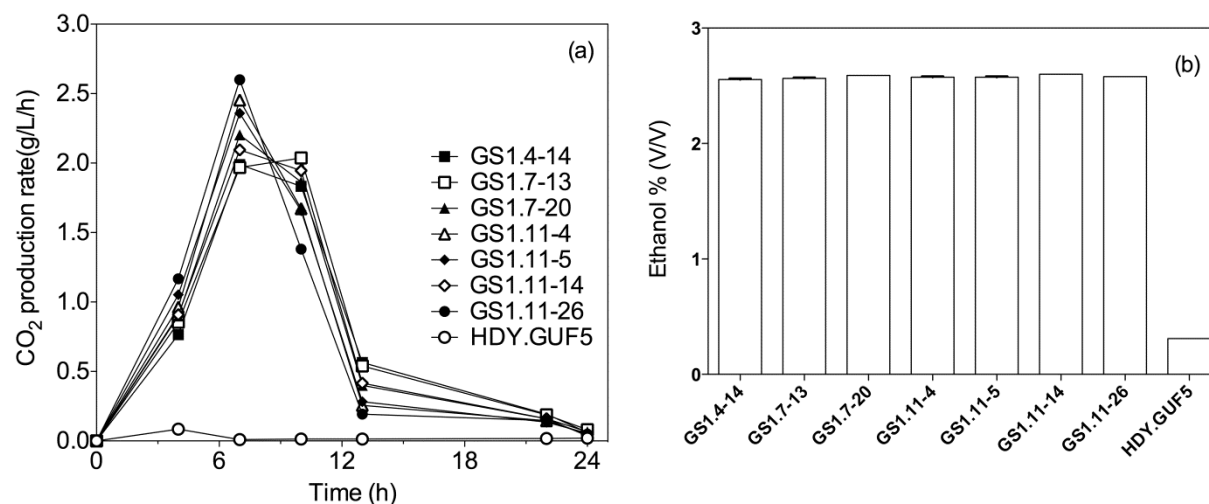 (a)
CO₂ production rate(g/L/h)
3.0
2.5
2.0
1.5
1.0
0.5
0.0
0
6
12
18
24
Time (h)
GS1.4-14
GS1.7-13
GS1.7-20
GS1.11-4
GS1.11-5
GS1.11-14
GS1.11-26
HDY.GUF5
(b)
Ethanol % (V/V)
3
2
1
0
GS1.4-14
GS1.7-13
GS1.7-20
GS1.11-4
GS1.11-5
GS1.11-14
GS1.11-26
HDY.GUF5